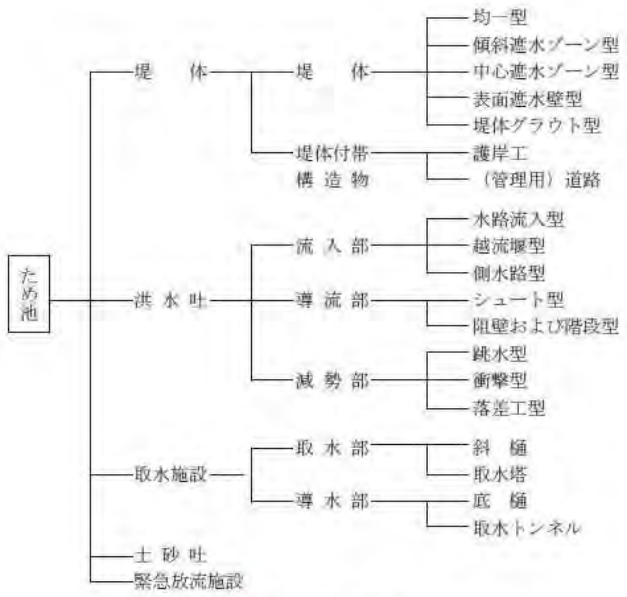 ため池
堤 体
堤 体
均一型
傾斜遮水ゾーン型
中心遮水ゾーン型
表面遮水壁型
堤体グラウト型
堤体付帯
構造物
護岸工
(管理用)道路
洪水吐
流入部
水路流入型
越流堰型
側水路型
導流部
シュート型
阻壁および階段型
減勢部
跳水型
衝撃型
落差工型
取水施設
取水部
斜 樋
取水塔
導水部
底 樋
取水トンネル
土砂吐
緊急放流施設